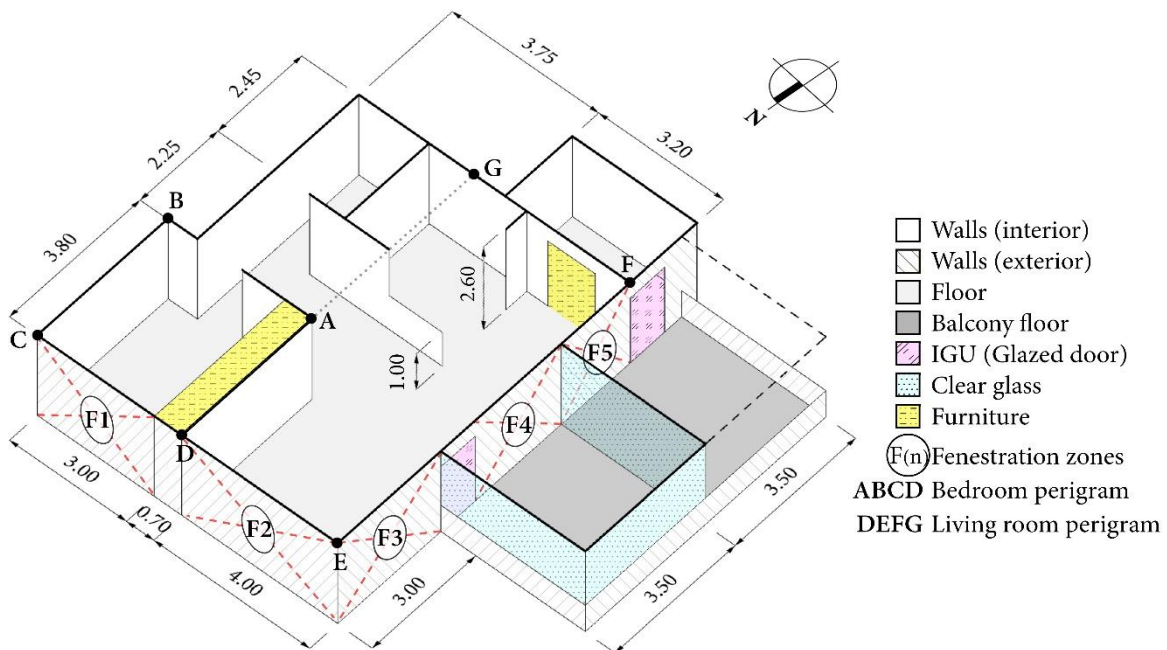 3.75
2.45
N
3.20
2.25
G
B
3.80
F
2.60
C
A
F5
1.00
F1
F4
D
3.00
F2
F3
E
0.70
3.50
4.00
3.00
3.50
Walls (interior)
Walls (exterior)
Floor
Balcony floor
IGU (Glazed door)
Clear glass
Furniture
F(n) Fenestration zones
ABCD Bedroom perigram
DEFG Living room perigram